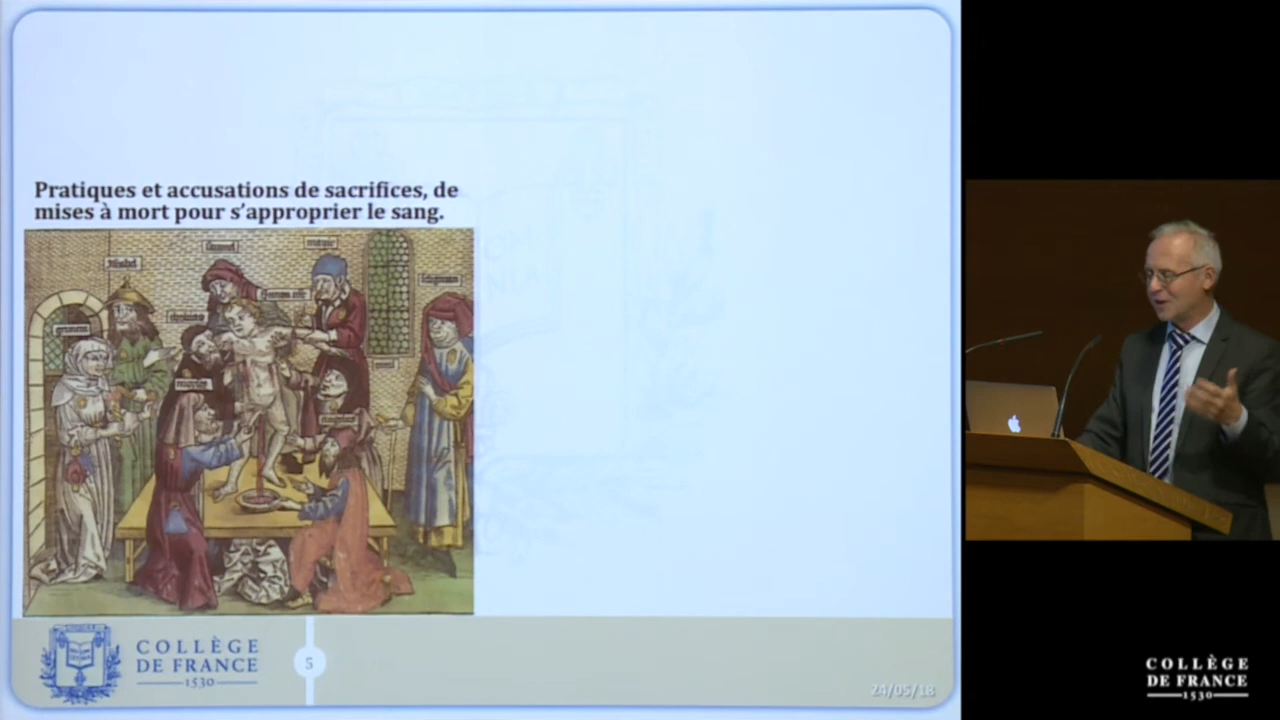 Pratiques et accusations de sacrifices, de
mises à mort pour s'approprier le sang.
COLLÈGE
DE FRANCE
1530
5
24/05/18
COLLÈGE
DE FRANCE
1530